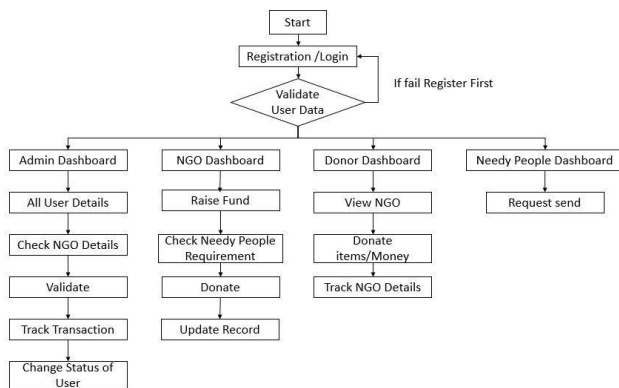 Start
Registration /Login
If fail Register First
Validate
User Data
Admin Dashboard
NGO Dashboard
Donor Dashboard
Needy People Dashboard
All User Details
Raise Fund
View NGO
Request send
Check NGO Details
Check Needy People
Requirement
Donate
items/Money
Validate
Donate
Track NGO Details
Track Transaction
Update Record
Change Status of
User